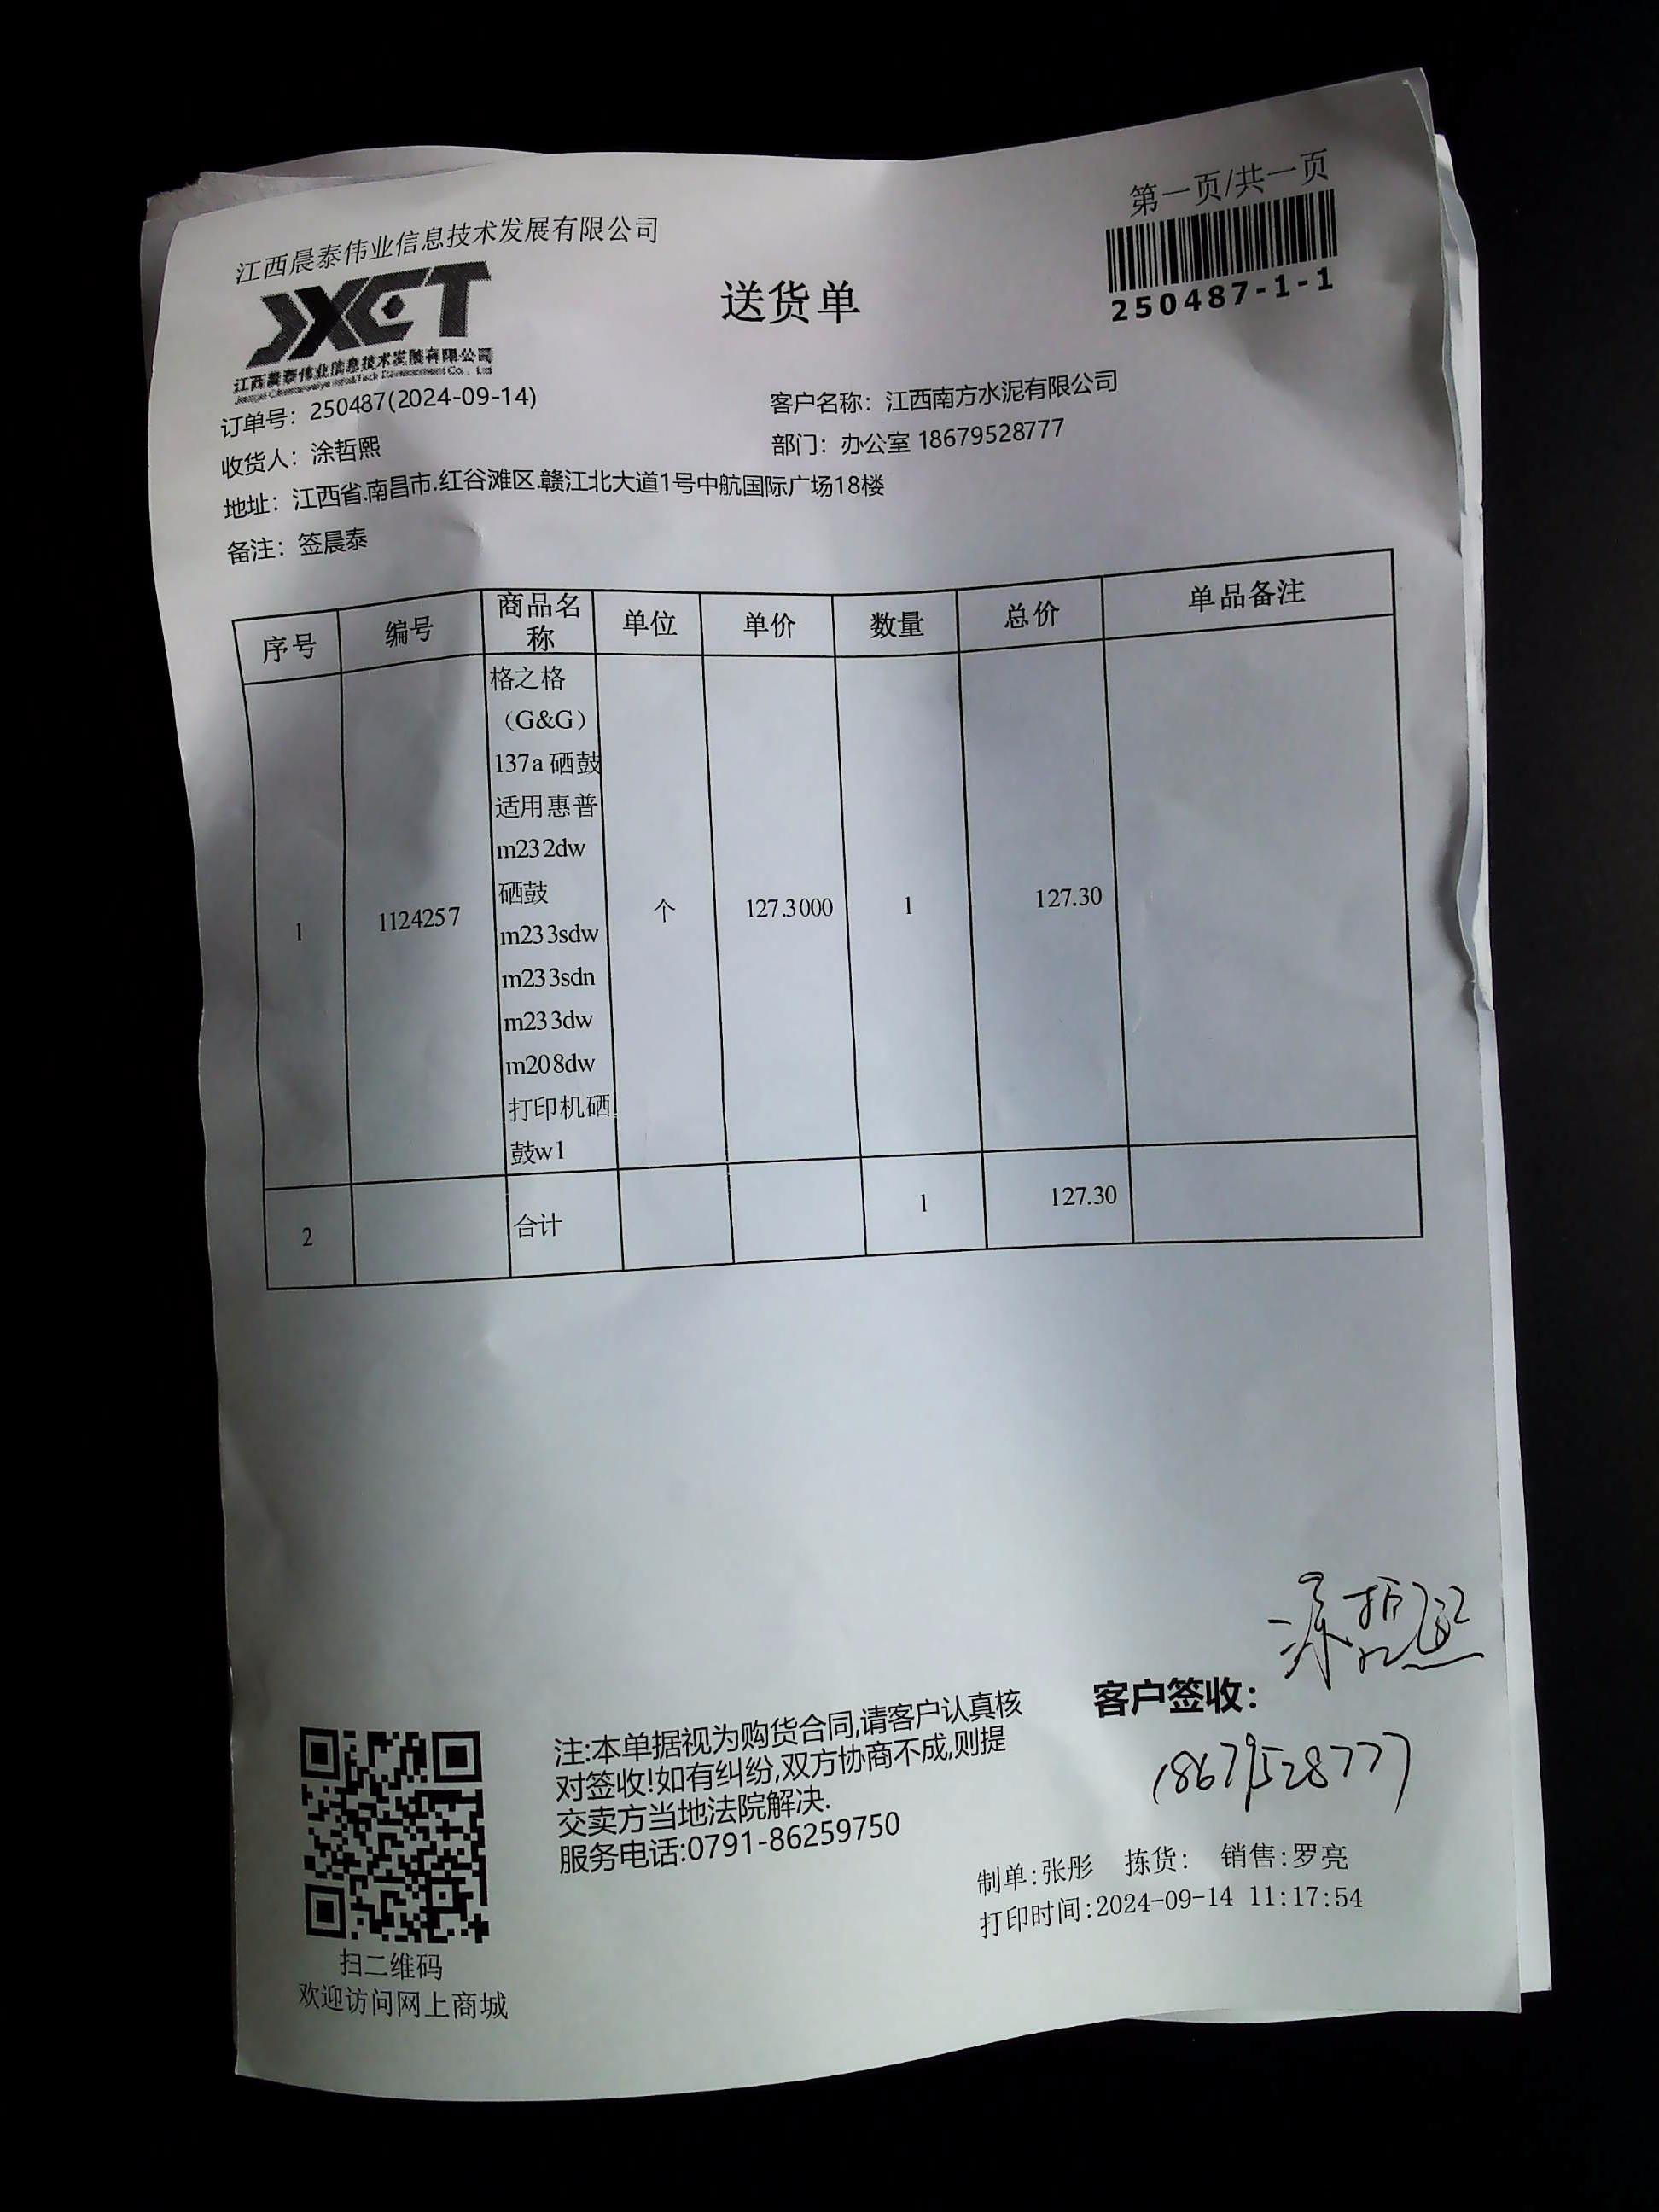 江西晨泰伟业信息技术发展有限公司
第一页/共一页
JXCT
江西晨泰伟业信息技术发展有限公司
送货单
250487-1-1
订单号：250487(2024-09-14)
客户名称：江西南方水泥有限公司
收货人：涂哲熙
部门：办公室 18679528777
地址：江西省.南昌市.红谷滩区.赣江北大道1号中航国际广场18楼
备注：签晨泰
序号 编号 商品名称 单位 单价 数量 总价 单品备注
格之格
（G&G）
137a 硒鼓
适用惠普
m232dw
硒鼓
m233sdw
m233sdn
m233dw
m208dw
打印机硒
鼓w1
1 1124257 个 127.3000 1 127.30
2 合计 1 127.30
涂哲熙
客户签收：
18679528777
注:本单据视为购货合同,请客户认真核
对签收!如有纠纷,双方协商不成,则提
交卖方当地法院解决.
服务电话:0791-86259750
制单:张彤 拣货: 销售:罗亮
打印时间:2024-09-14 11:17:54
扫二维码
欢迎访问网上商城